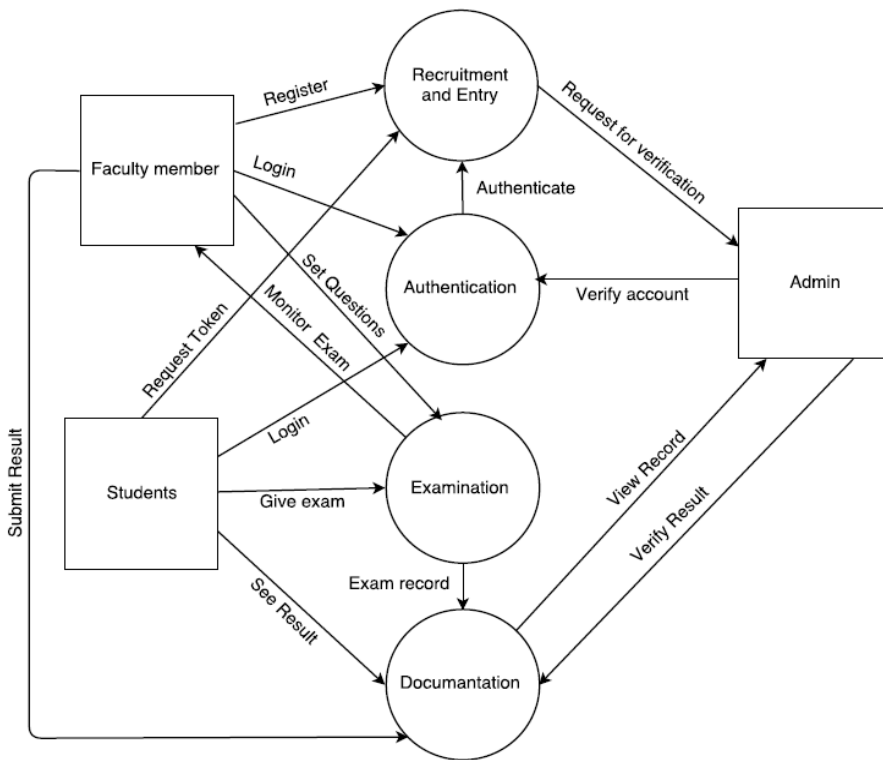 Recruitment
and Entry
Register
Request for verification
Faculty member
Login
Authenticate
Set Questions
Authentication
Admin
Verify account
Monitor Exam
Request Token
Login
Submit Result
Students
Give exam
Examination
View Record
Verify Result
Exam record
See Result
Documantation